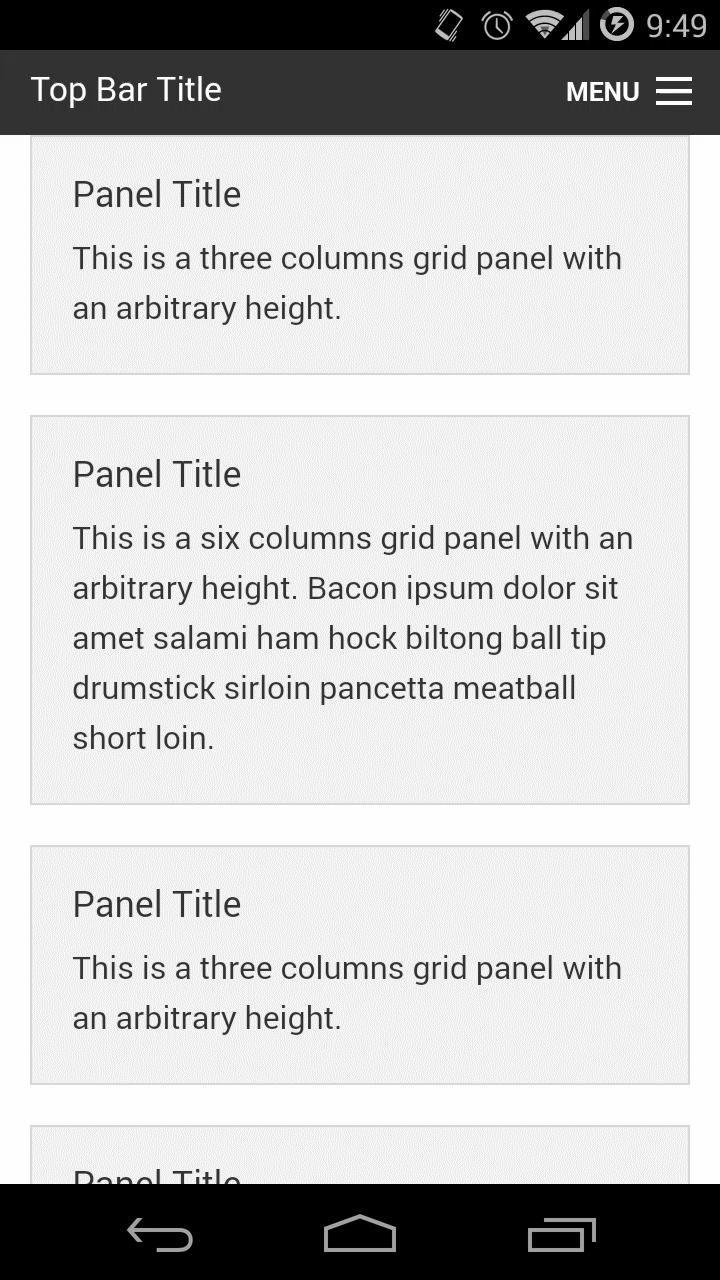 9:49
Top Bar Title
MENU
Panel Title
This is a three columns grid panel with
an arbitrary height.
Panel Title
This is a six columns grid panel with an
arbitrary height. Bacon ipsum dolor sit
amet salami ham hock biltong ball tip
drumstick sirloin pancetta meatball
short loin.
Panel Title
This is a three columns grid panel with
an arbitrary height.
Panel Title